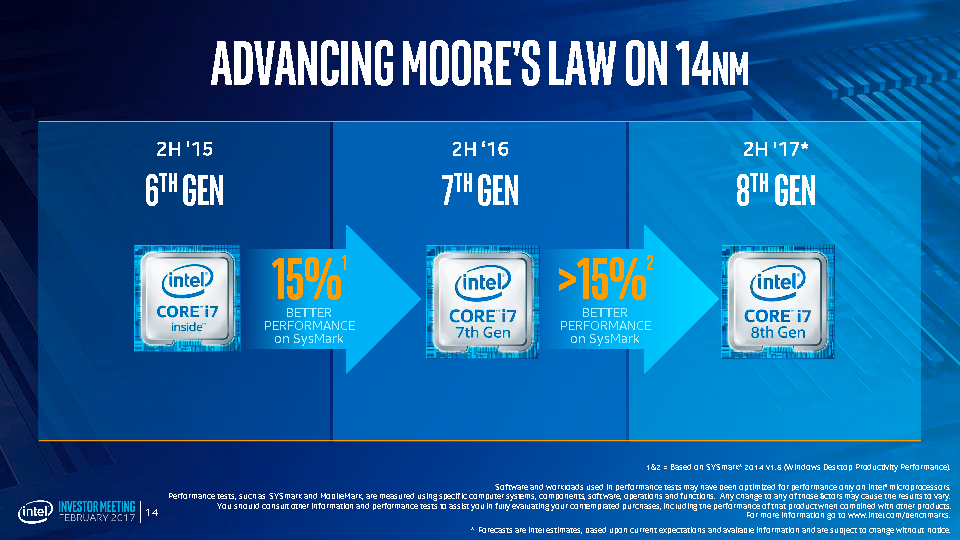 ADVANCING MOORE'S LAW ON 14NM
2H '15
6TH GEN
2H ‘16
7TH GEN
2H '17*
8TH GEN
intel®
CORE™ i7
inside™
15%1
BETTER
PERFORMANCE
on SysMark
intel®
CORE™ i7
7th Gen
>15%2
BETTER
PERFORMANCE
on SysMark
intel®
CORE™ i7
8th Gen
1&2 = Based on SYSmark* 2014 v1.5 (Windows Desktop Productivity Performance).
Software and workloads used in performance tests may have been optimized for performance only on Intel® microprocessors.
Performance tests, such as SYSmark and MobileMark, are measured using specific computer systems, components, software, operations and functions. Any change to any of those factors may cause the results to vary.
You should consult other information and performance tests to assist you in fully evaluating your contemplated purchases, including the performance of that product when combined with other products.
For more information go to www.intel.com/benchmarks.
* Forecasts are Intel estimates, based upon current expectations and available information and are subject to change without notice.
intel
INVESTOR MEETING
FEBRUARY 2017
14